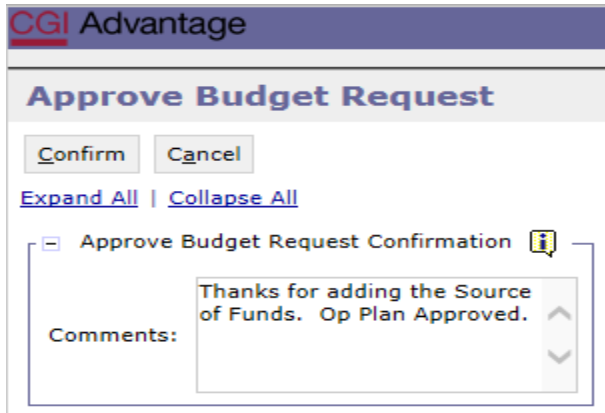 CGI Advantage
Approve Budget Request
Confirm Cancel
Expand All | Collapse All
Approve Budget Request Confirmation
Comments:
Thanks for adding the Source
of Funds. Op Plan Approved.